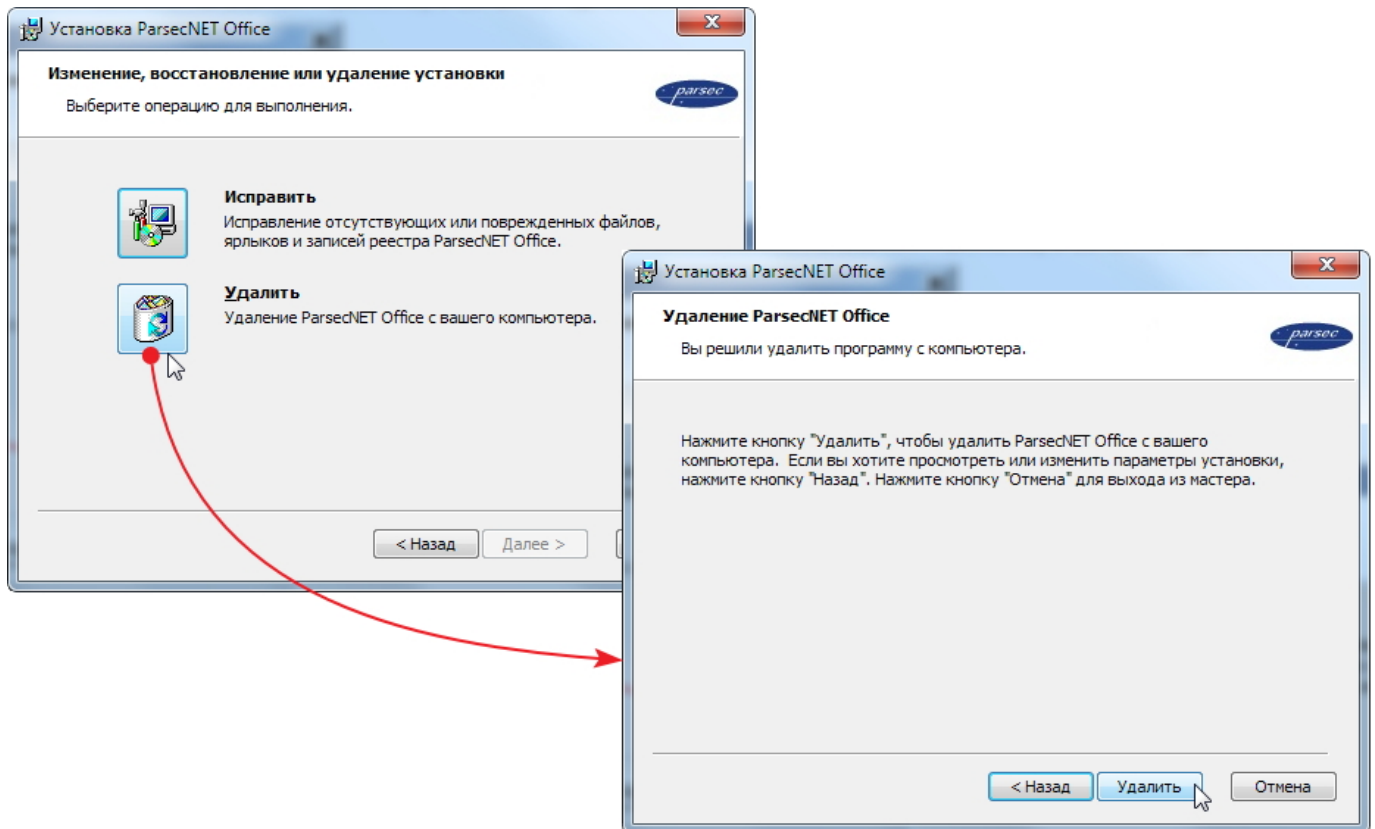 Установка ParsecNET Office
Изменение, восстановление или удаление установки
Выберите операцию для выполнения.
parsec
Исправить
Исправление отсутствующих или поврежденных файлов,
ярлыков и записей реестра ParsecNET Office.
Удалить
Удаление ParsecNET Office с вашего компьютера.
< Назад
Далее >
Установка ParsecNET Office
Удаление ParsecNET Office
Вы решили удалить программу с компьютера.
parsec
Нажмите кнопку "Удалить", чтобы удалить ParsecNET Office с вашего
компьютера. Если вы хотите просмотреть или изменить параметры установки,
нажмите кнопку "Назад". Нажмите кнопку "Отмена" для выхода из мастера.
< Назад
Удалить
Отмена